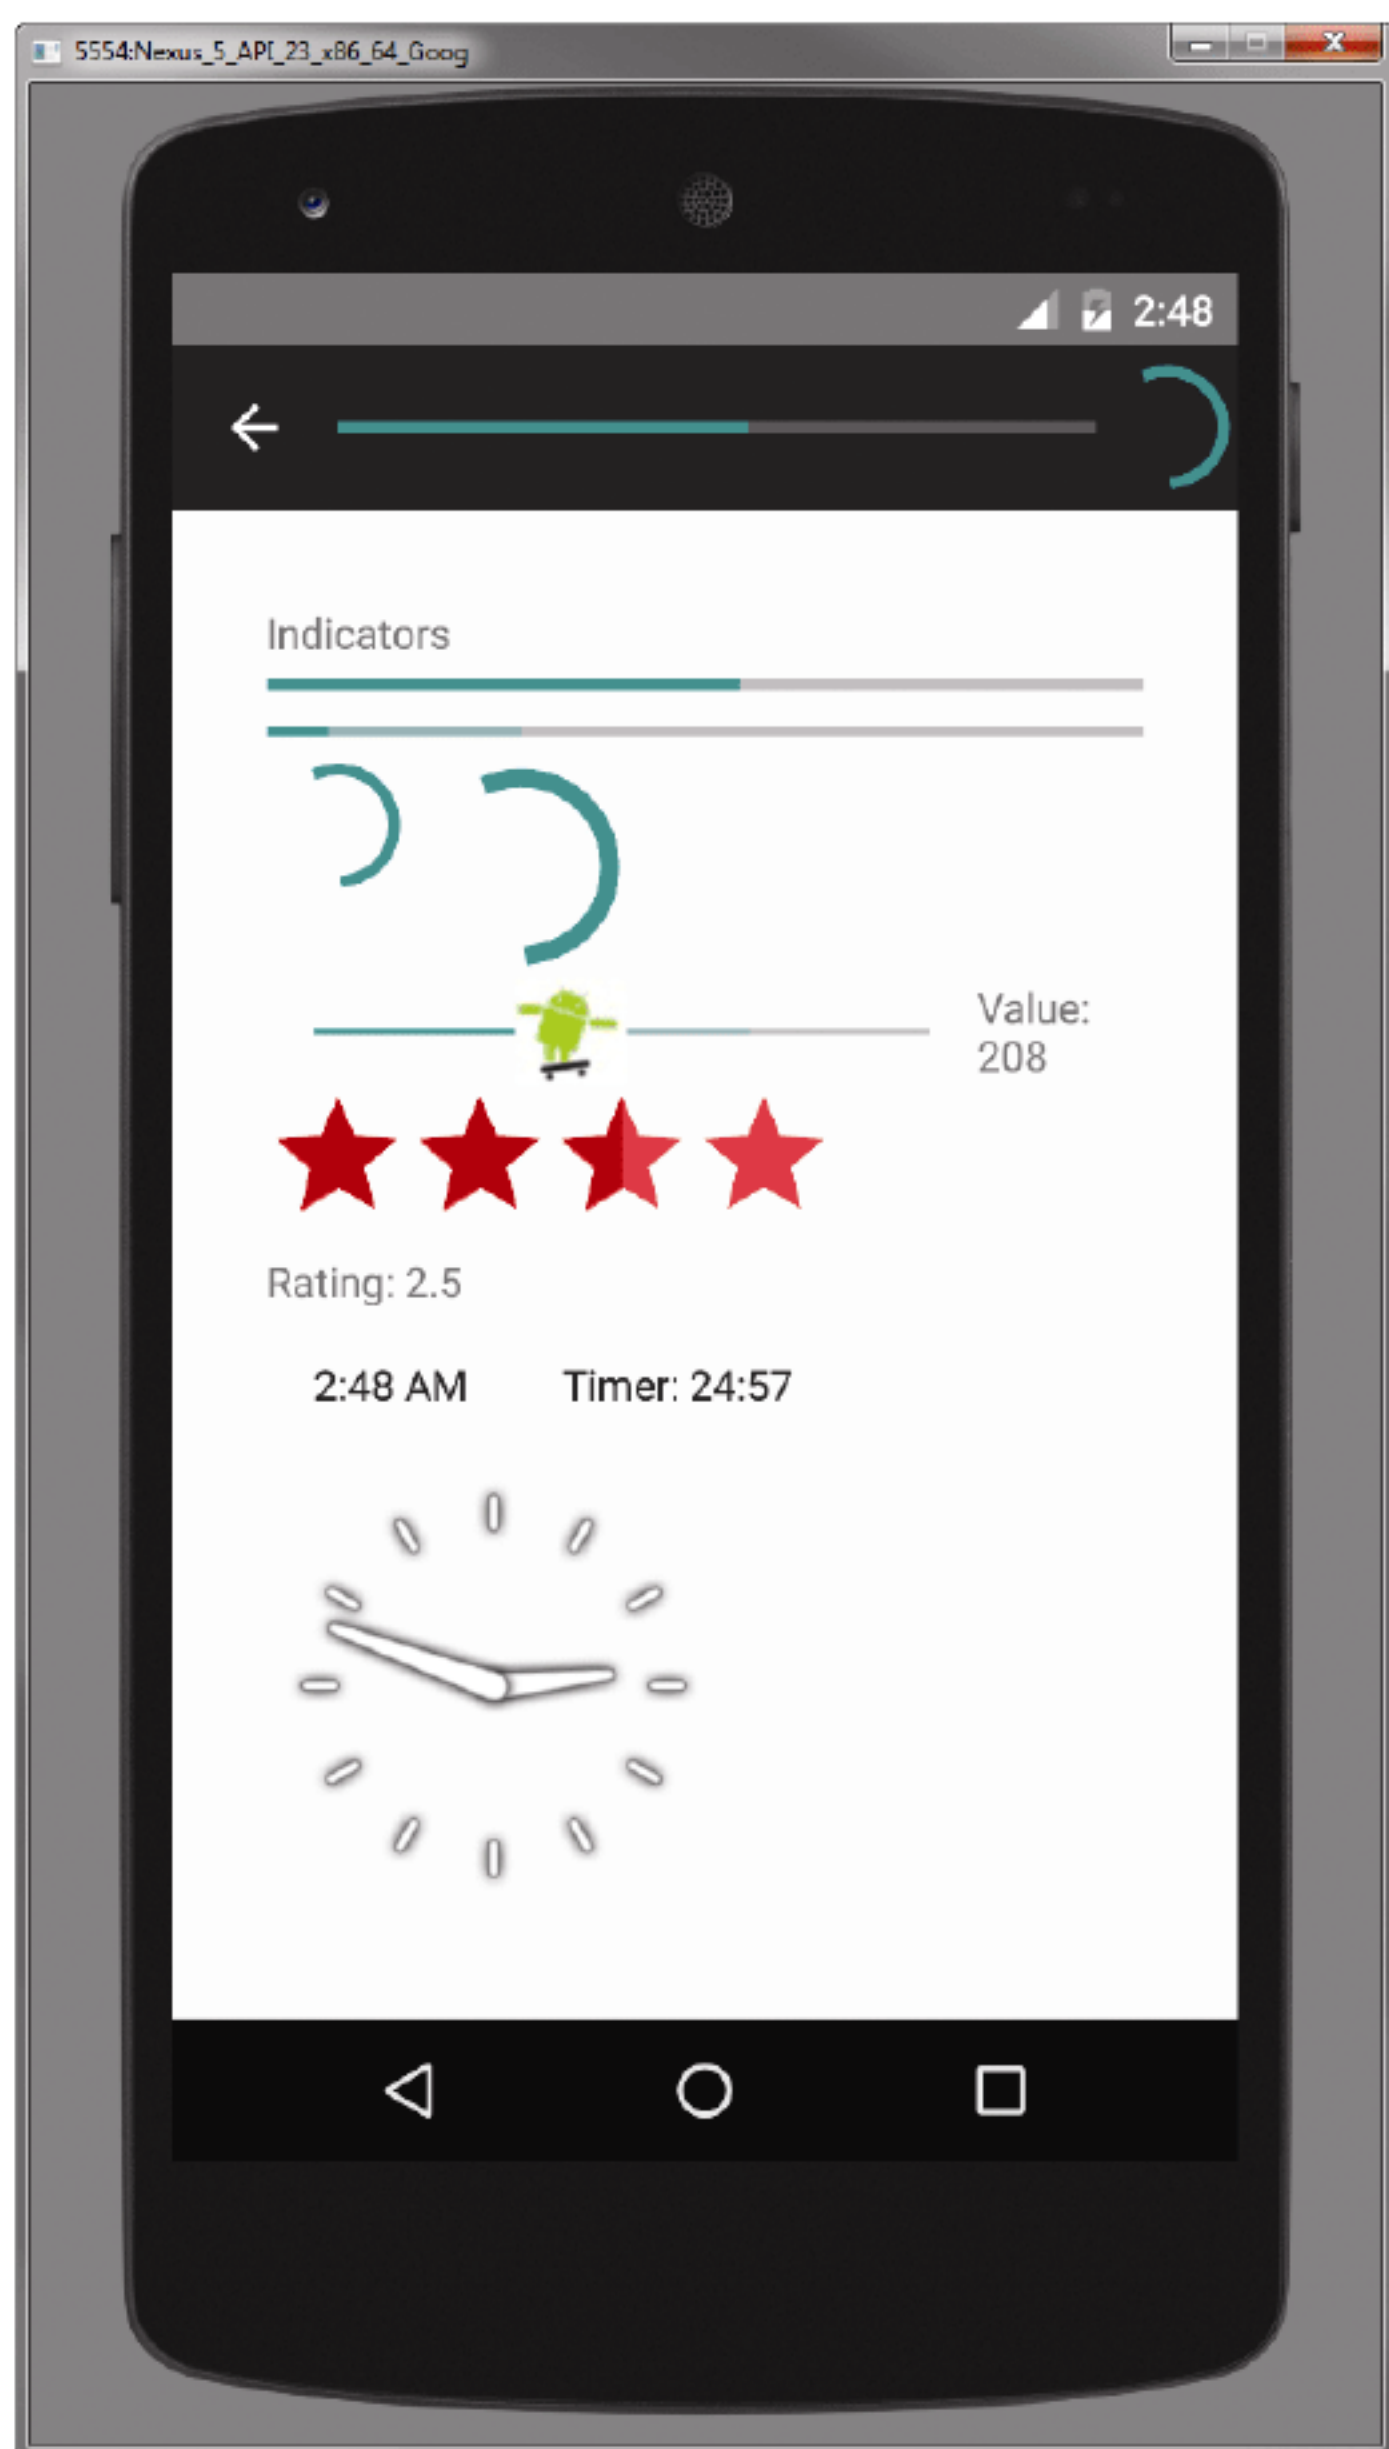 5554:Nexus_5_API_23_x86_64_Goog
2:48
Indicators
Value:
208
Rating: 2.5
2:48 AM Timer: 24:57